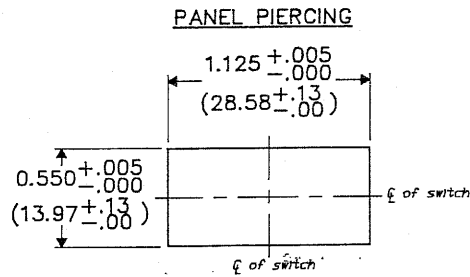 PANEL PIERCING
1.125 +.005 -.000
(28.58 +.13 -.00)
0.550 +.005 -.000
(13.97 +.13 -.00)
℄ of switch
℄ of switch